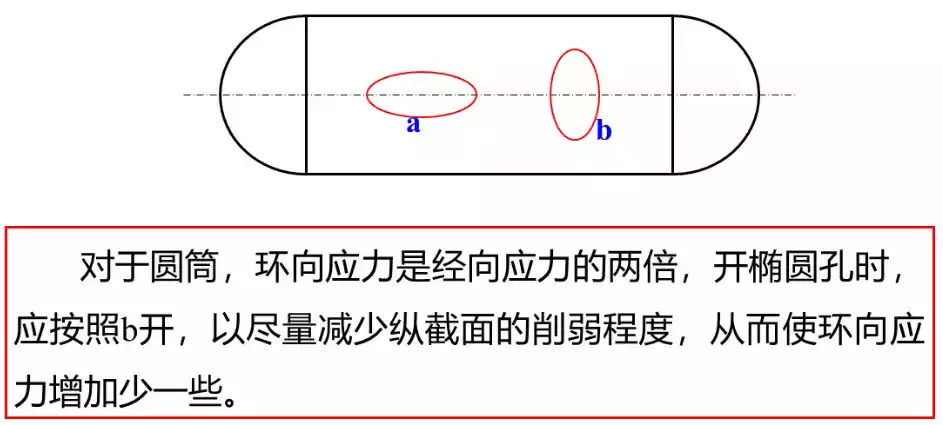 a
b
对于圆筒，环向应力是经向应力的两倍，开椭圆孔时，
应按照b开，以尽量减少纵截面的削弱程度，从而使环向应
力增加少一些。